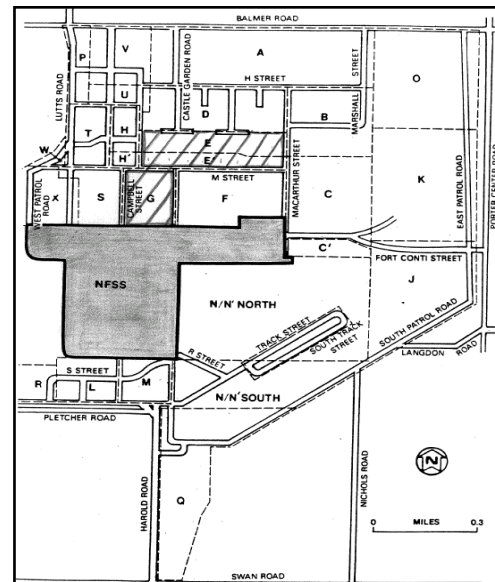 BALMER ROAD
P
V
CASTLE GARDEN ROAD
A
STREET
O
H STREET
U
LUTTS ROAD
D
MARSHALL
B
T
H
W
E
H'
E'
MACARTHUR STREET
M STREET
K
EAST PATROL ROAD
PORTER CENTER ROAD
WEST PATROL ROAD
X
S
CAMPBELL STREET
G
F
C
C'
FORT CONTI STREET
NFSS
J
N/N' NORTH
SOUTH PATROL ROAD
TRACK STREET
SOUTH TRACK STREET
R STREET
LANGDON ROAD
S STREET
R
L
M
N/N' SOUTH
PLETCHER ROAD
N
HAROLD ROAD
Q
NICHOLS ROAD
0 MILES 0.3
SWAN ROAD